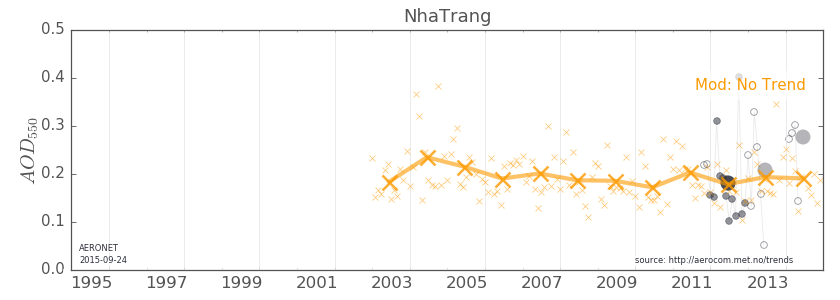 NhaTrang
0.5
0.4
0.3
0.2
0.1
0.0
AOD550
Mod: No Trend
AERONET
2015-09-24
source: http://aerocom.met.no/trends
1995 1997 1999 2001 2003 2005 2007 2009 2011 2013